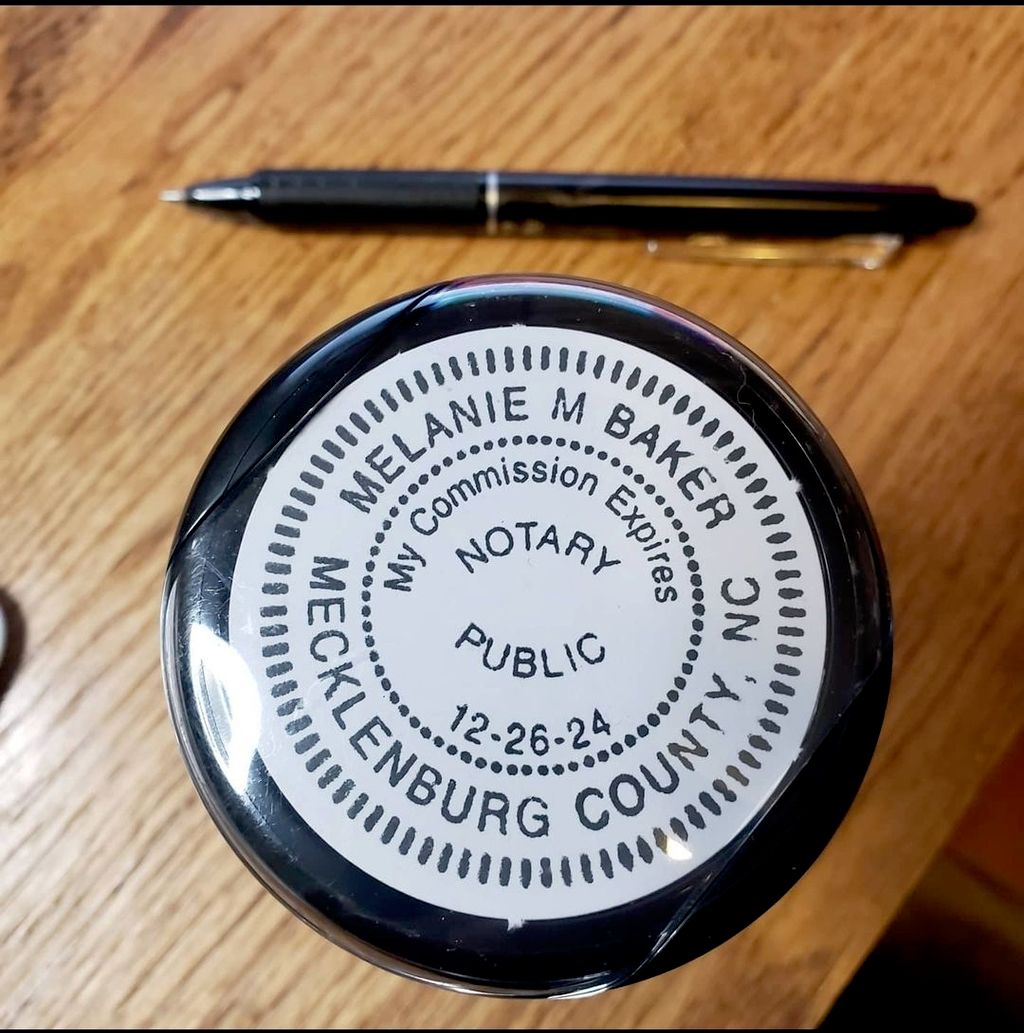 MELANIE M BAKER
My Commission Expires
NOTARY
PUBLIC
12-26-24
MECKLENBURG COUNTY, NC